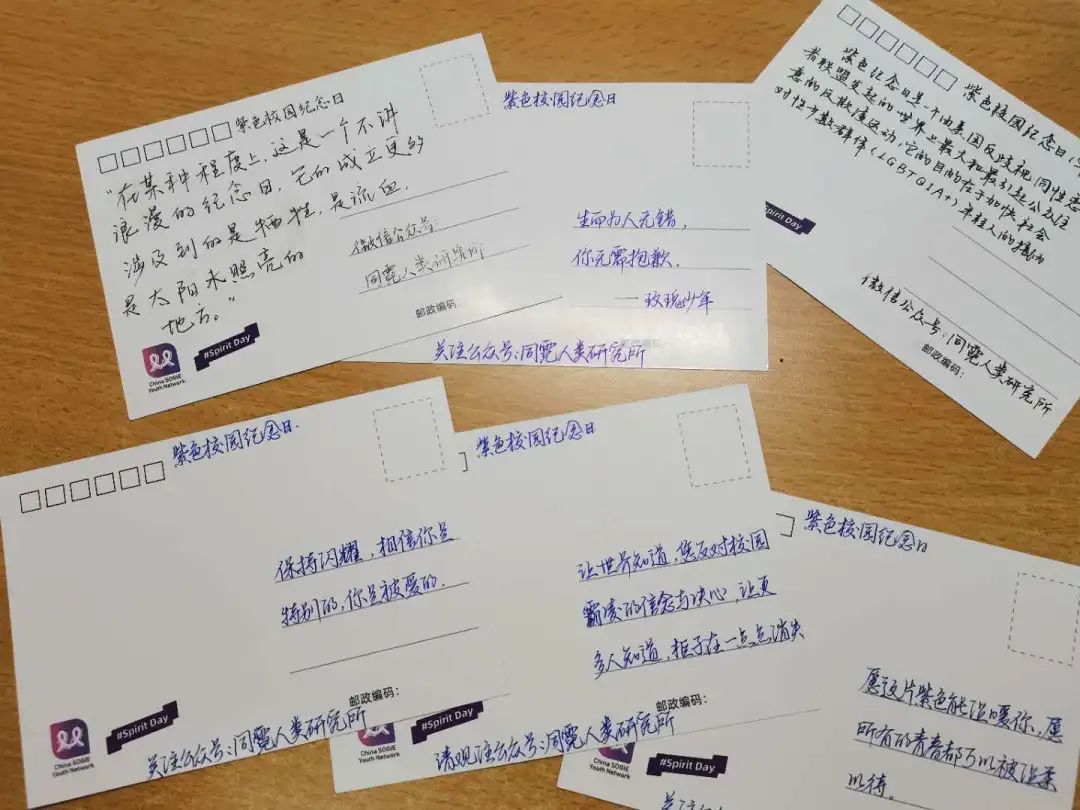 紫色校园纪念日
"在某种程度上,这是一个不讲
浪漫的纪念日,它的成立更多
涉及到的是牺牲,是流血,
是太阳未照亮的
地方。"
微信公众号:
同霓人类研究所
邮政编码
China SOGIE
Youth Network
#Spirit Day
紫色校园纪念日
生而为人无错,
你无需抱歉.
——玫瑰少年
关注公众号:同霓人类研究所
紫色校园纪念日,
紫色纪念日是一个由美国反歧视同性恋
者联盟发起的世界上最大和最引起公众注
意的反欺凌运动,它的目的在于加快社会
对性少数群体(LGBTQIA+)年轻人的
pirit Day
微信公众号:同霓人类研究所
邮政编码:
紫色校园纪念日.
保持闪耀,相信你是
特别的,你是被爱的.
邮政编码:
China SOGIE
Youth Network
#Spirit Day
关注公众号:同霓人类研究所
紫色校园纪念日
让世界知道,您反对校园
霸凌的信念与决心,让更
多人知道,柜子在一点点消失
China SOGIE
Youth Network
#Spirit Day
请观注公众号:同霓人类研究所
紫色校园纪念日
愿这片紫色能温暖你,愿
所有的青春都可以被温柔
以待。
China SOGIE
Youth Network
#Spirit Day